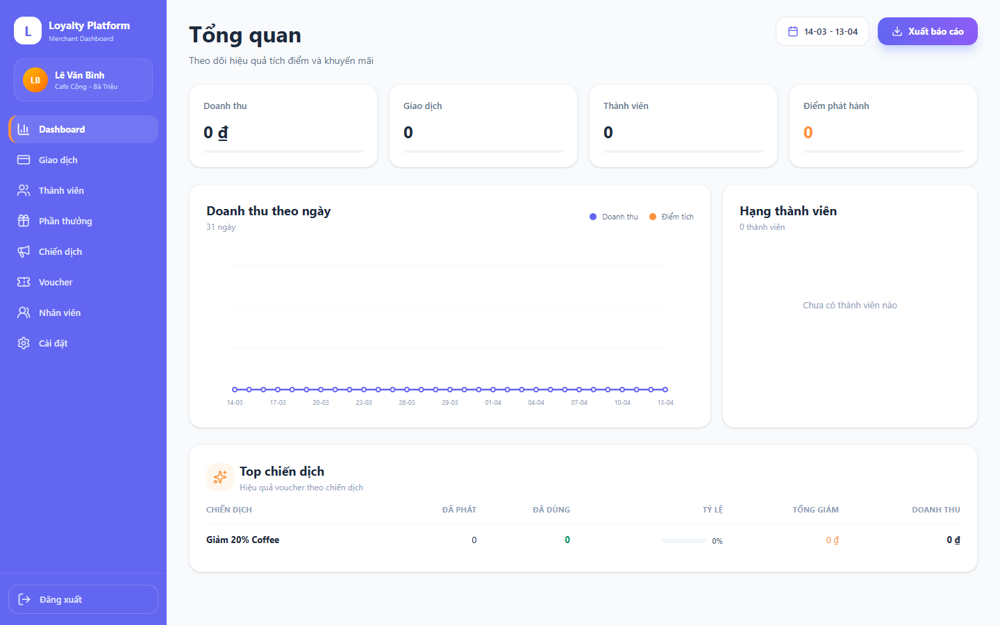 L
Loyalty Platform
Merchant Dashboard
LB
Lê Văn Bình
Cafe Cộng - Bà Triệu
Dashboard
Giao dịch
Thành viên
Phần thưởng
Chiến dịch
Voucher
Nhân viên
Cài đặt
Đăng xuất
Tổng quan
Theo dõi hiệu quả tích điểm và khuyến mãi
14-03 - 13-04
Xuất báo cáo
Doanh thu
0 ₫
Giao dịch
0
Thành viên
0
Điểm phát hành
0
Doanh thu theo ngày
31 ngày
Doanh thu
Điểm tích
14-03 17-03 20-03 23-03 26-03 29-03 01-04 04-04 07-04 10-04 13-04
Hạng thành viên
0 thành viên
Chưa có thành viên nào
Top chiến dịch
Hiệu quả voucher theo chiến dịch
CHIẾN DỊCH ĐÃ PHÁT ĐÃ DÙNG TỶ LỆ TỔNG GIẢM DOANH THU
Giảm 20% Coffee 0 0 0% 0 ₫ 0 ₫